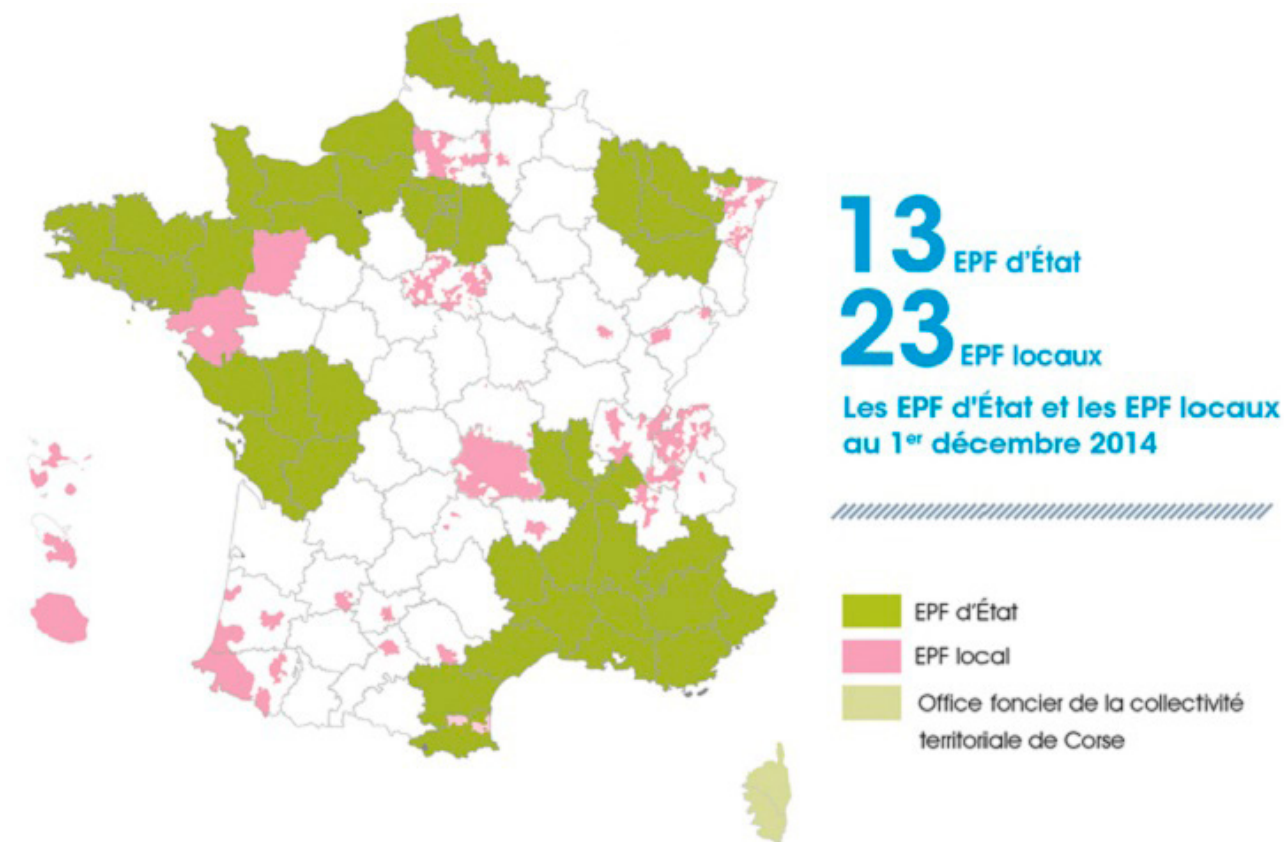 13 EPF d'État
23 EPF locaux
Les EPF d'État et les EPF locaux
au 1er décembre 2014
EPF d'État
EPF local
Office foncier de la collectivité
territoriale de Corse